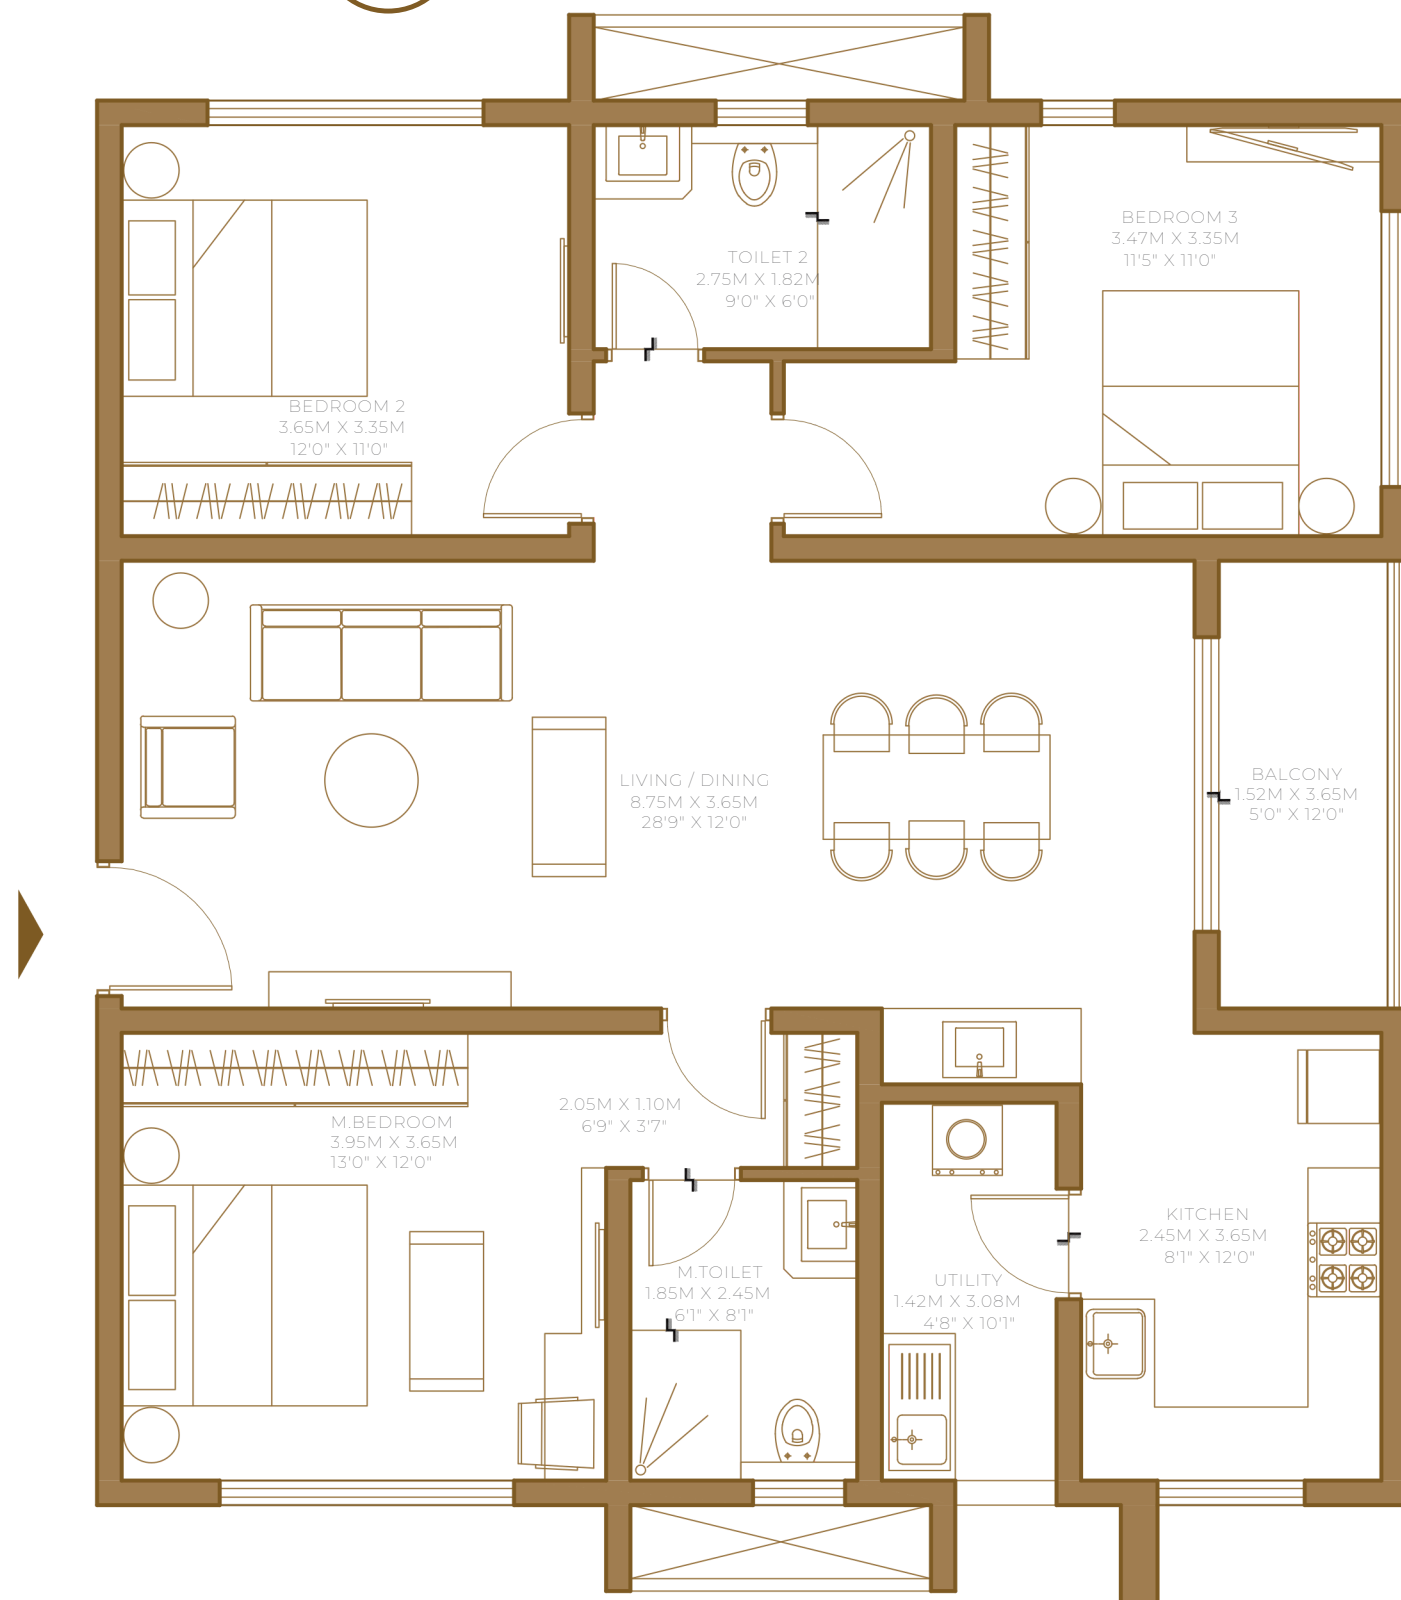 BEDROOM 3
3.47M X 3.35M
11'5" X 11'0"
TOILET 2
2.75M X 1.82M
9'0" X 6'0"
BEDROOM 2
3.65M X 3.35M
12'0" X 11'0"
LIVING / DINING
8.75M X 3.65M
28'9" X 12'0"
BALCONY
1.52M X 3.65M
5'0" X 12'0"
2.05M X 1.10M
6'9" X 3'7"
M.BEDROOM
3.95M X 3.65M
13'0" X 12'0"
KITCHEN
2.45M X 3.65M
8'1" X 12'0"
M.TOILET
1.85M X 2.45M
6'1" X 8'1"
UTILITY
1.42M X 3.08M
4'8" X 10'1"